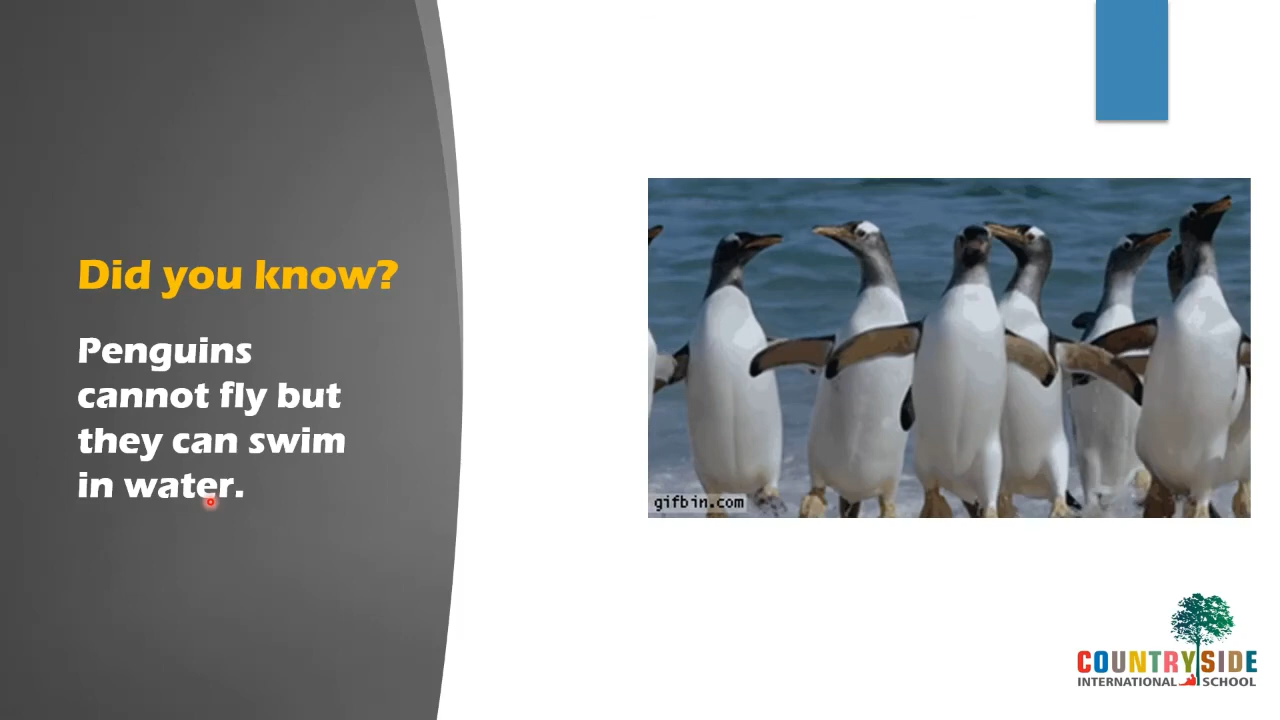 Did you know?
Penguins
cannot fly but
they can swim
in water.
gifbin.com
COUNTRYSIDE
INTERNATIONAL SCHOOL